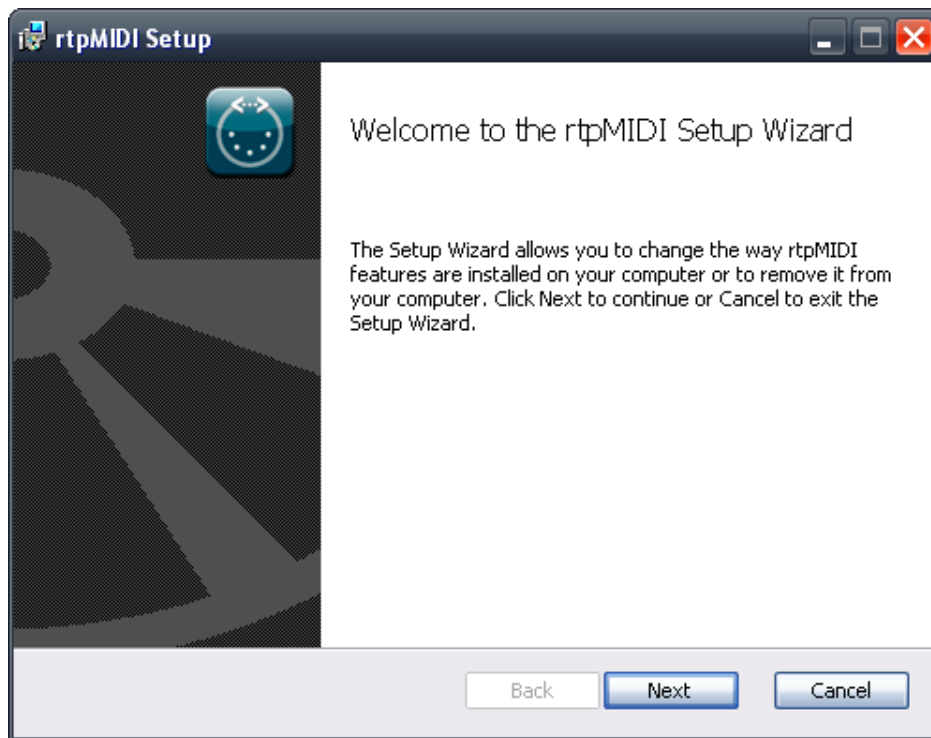 rtpMIDI Setup
Welcome to the rtpMIDI Setup Wizard
The Setup Wizard allows you to change the way rtpMIDI
features are installed on your computer or to remove it from
your computer. Click Next to continue or Cancel to exit the
Setup Wizard.
Back Next Cancel